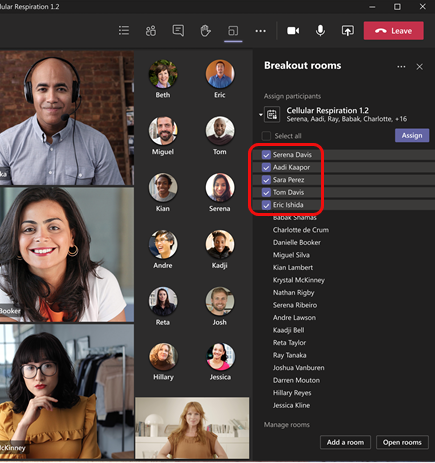 llular Respiration 1.2
Leave
ka
Booker
cKinney
Beth
Eric
Miguel
Tom
Kian
Serena
Andre
Kadji
Reta
Josh
Hillary
Jessica
Breakout rooms
Assign participants
Cellular Respiration 1.2
Serena, Aadi, Ray, Babak, Charlotte, +16
Select all
Assign
Serena Davis
Aadi Kaapor
Sara Perez
Tom Davis
Eric Ishida
Babak Shamas
Charlotte de Crum
Danielle Booker
Miguel Silva
Kian Lambert
Krystal McKinney
Nathan Rigby
Serena Ribeiro
Andre Lawson
Kaadji Bell
Reta Taylor
Ray Tanaka
Joshua Vanburen
Darren Mouton
Hillary Reyes
Jessica Kline
Manage rooms
Add a room
Open rooms